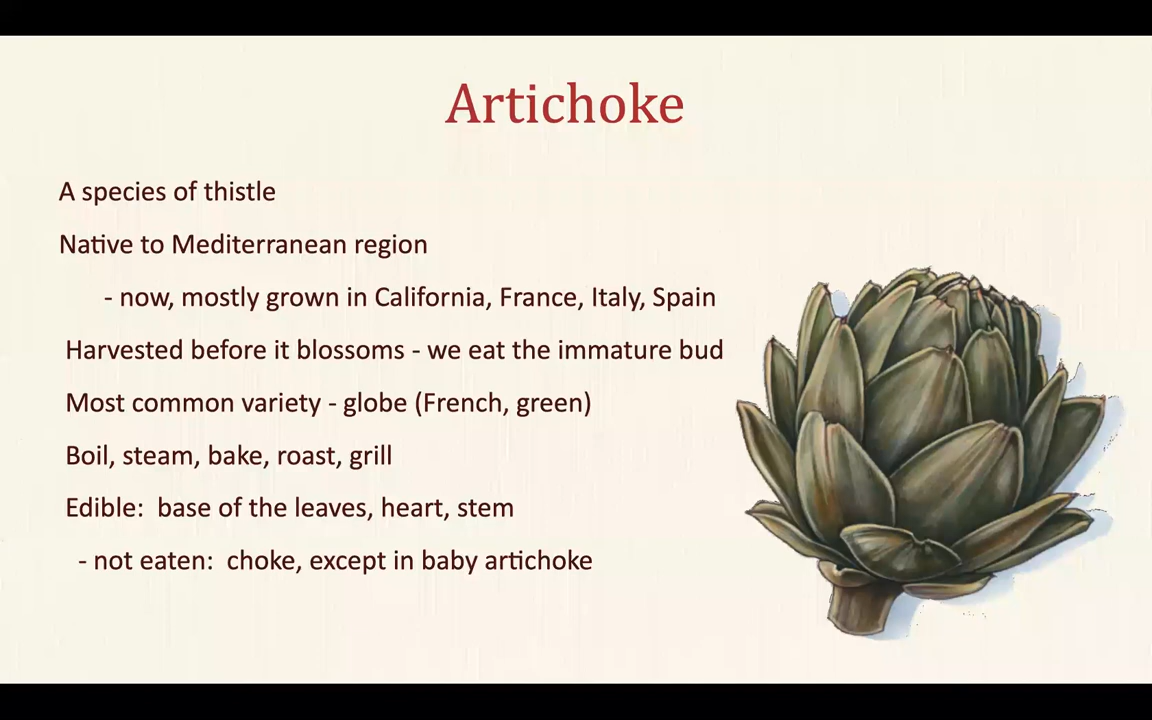 Artichoke
A species of thistle
Native to Mediterranean region
- now, mostly grown in California, France, Italy, Spain
Harvested before it blossoms - we eat the immature bud
Most common variety - globe (French, green)
Boil, steam, bake, roast, grill
Edible:  base of the leaves, heart, stem
- not eaten:  choke, except in baby artichoke